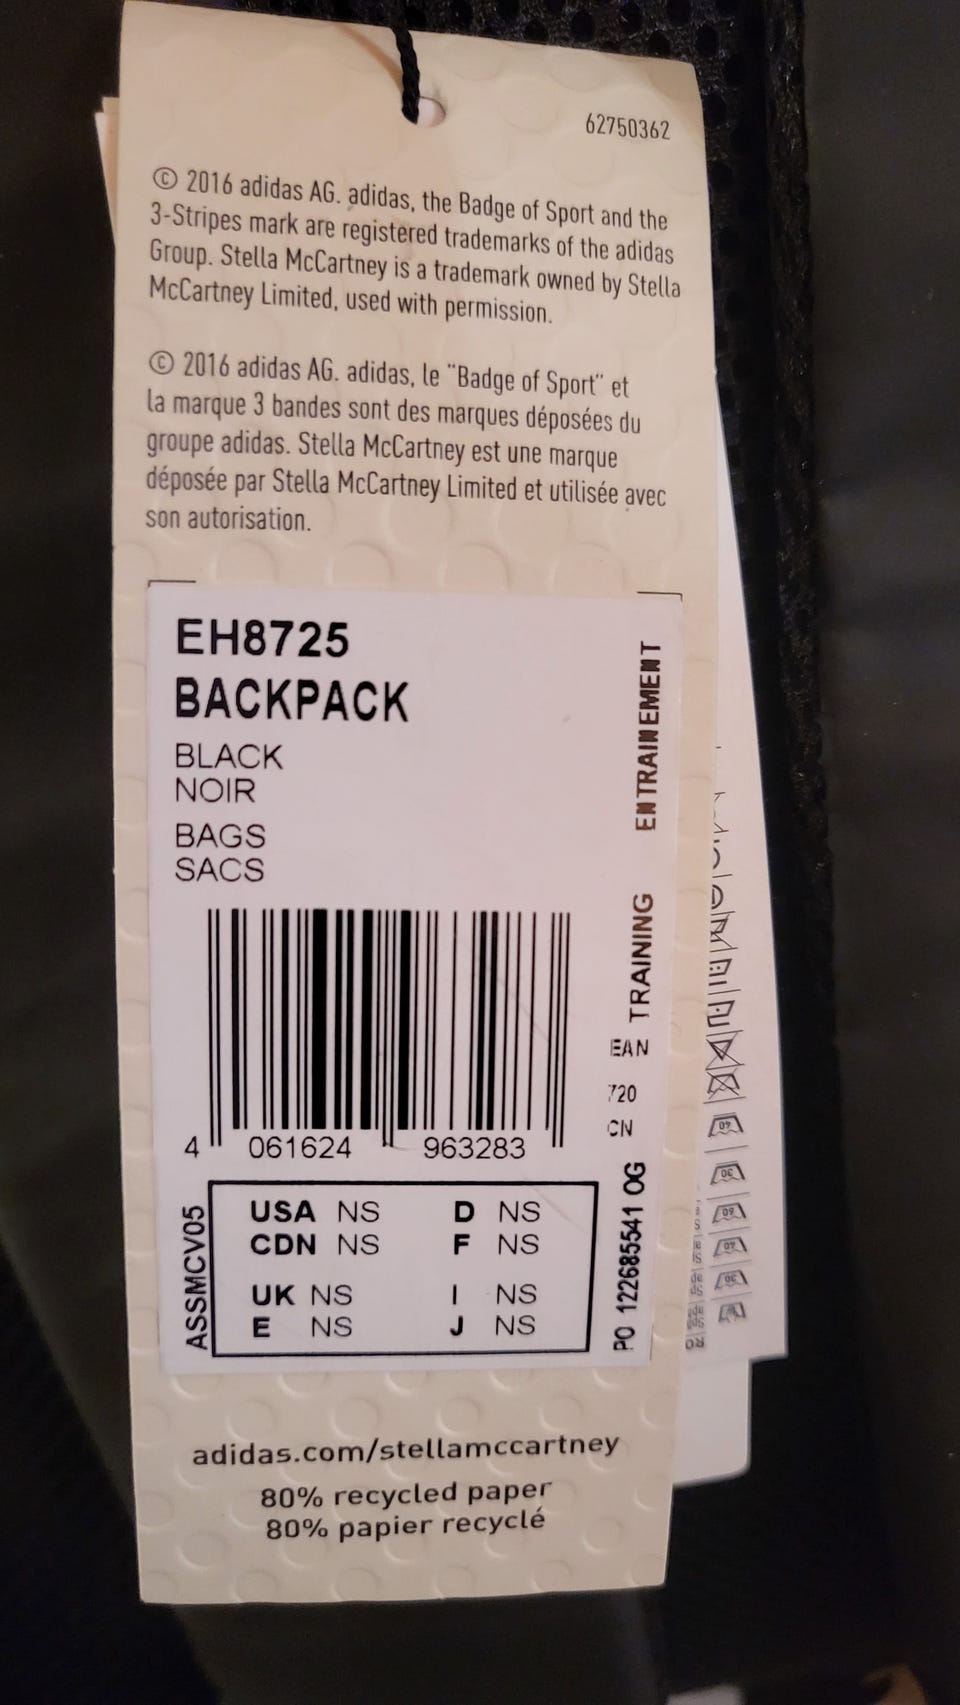 62750362
© 2016 adidas AG. adidas, the Badge of Sport and the
3-Stripes mark are registered trademarks of the adidas
Group. Stella McCartney is a trademark owned by Stella
McCartney Limited, used with permission.
© 2016 adidas AG. adidas, le "Badge of Sport" et
la marque 3 bandes sont des marques déposées du
groupe adidas. Stella McCartney est une marque
déposée par Stella McCartney Limited et utilisée avec
son autorisation.
EH8725
BACKPACK
BLACK
NOIR
BAGS
SACS
TRAINING ENTRAINEMENT
EAN
720
CN
4 061624 963283
ASSMCV05
USA NS D NS
CDN NS F NS
UK NS I NS
E NS J NS
PO 122685541 OG
adidas.com/stellamccartney
80% recycled paper
80% papier recyclé